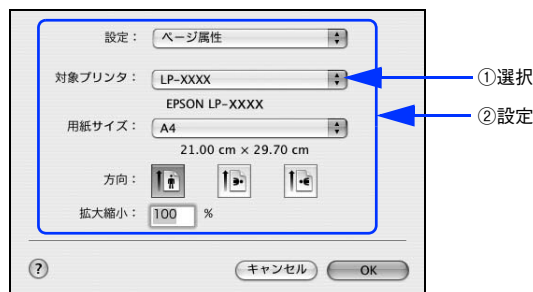 設定： ページ属性
対象プリンタ： LP-XXXX
①選択
EPSON LP-XXXX
②設定
用紙サイズ： A4
21.00 cm × 29.70 cm
方向：
拡大縮小： 100 %
? キャンセル OK